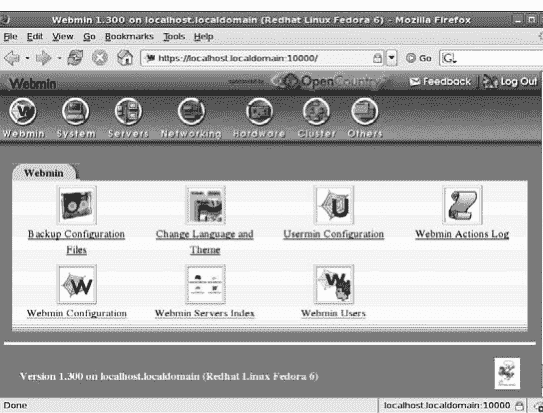 Webmin 1.300 on localhost.localdomain (Redhat Linux Fedora 6) - Mozilla Firefox
File Edit View Go Bookmarks Tools Help
https://localhost.localdomain:10000/ Go
Webmin sponsored by OpenCountry Feedback Log Out
Webmin System Servers Networking Hardware Cluster Others
Webmin
Backup Configuration Files
Change Language and Theme
Usermin Configuration
Webmin Actions Log
Webmin Configuration
Webmin Servers Index
Webmin Users
Version 1.300 on localhost.localdomain (Redhat Linux Fedora 6)
Done localhost.localdomain:10000